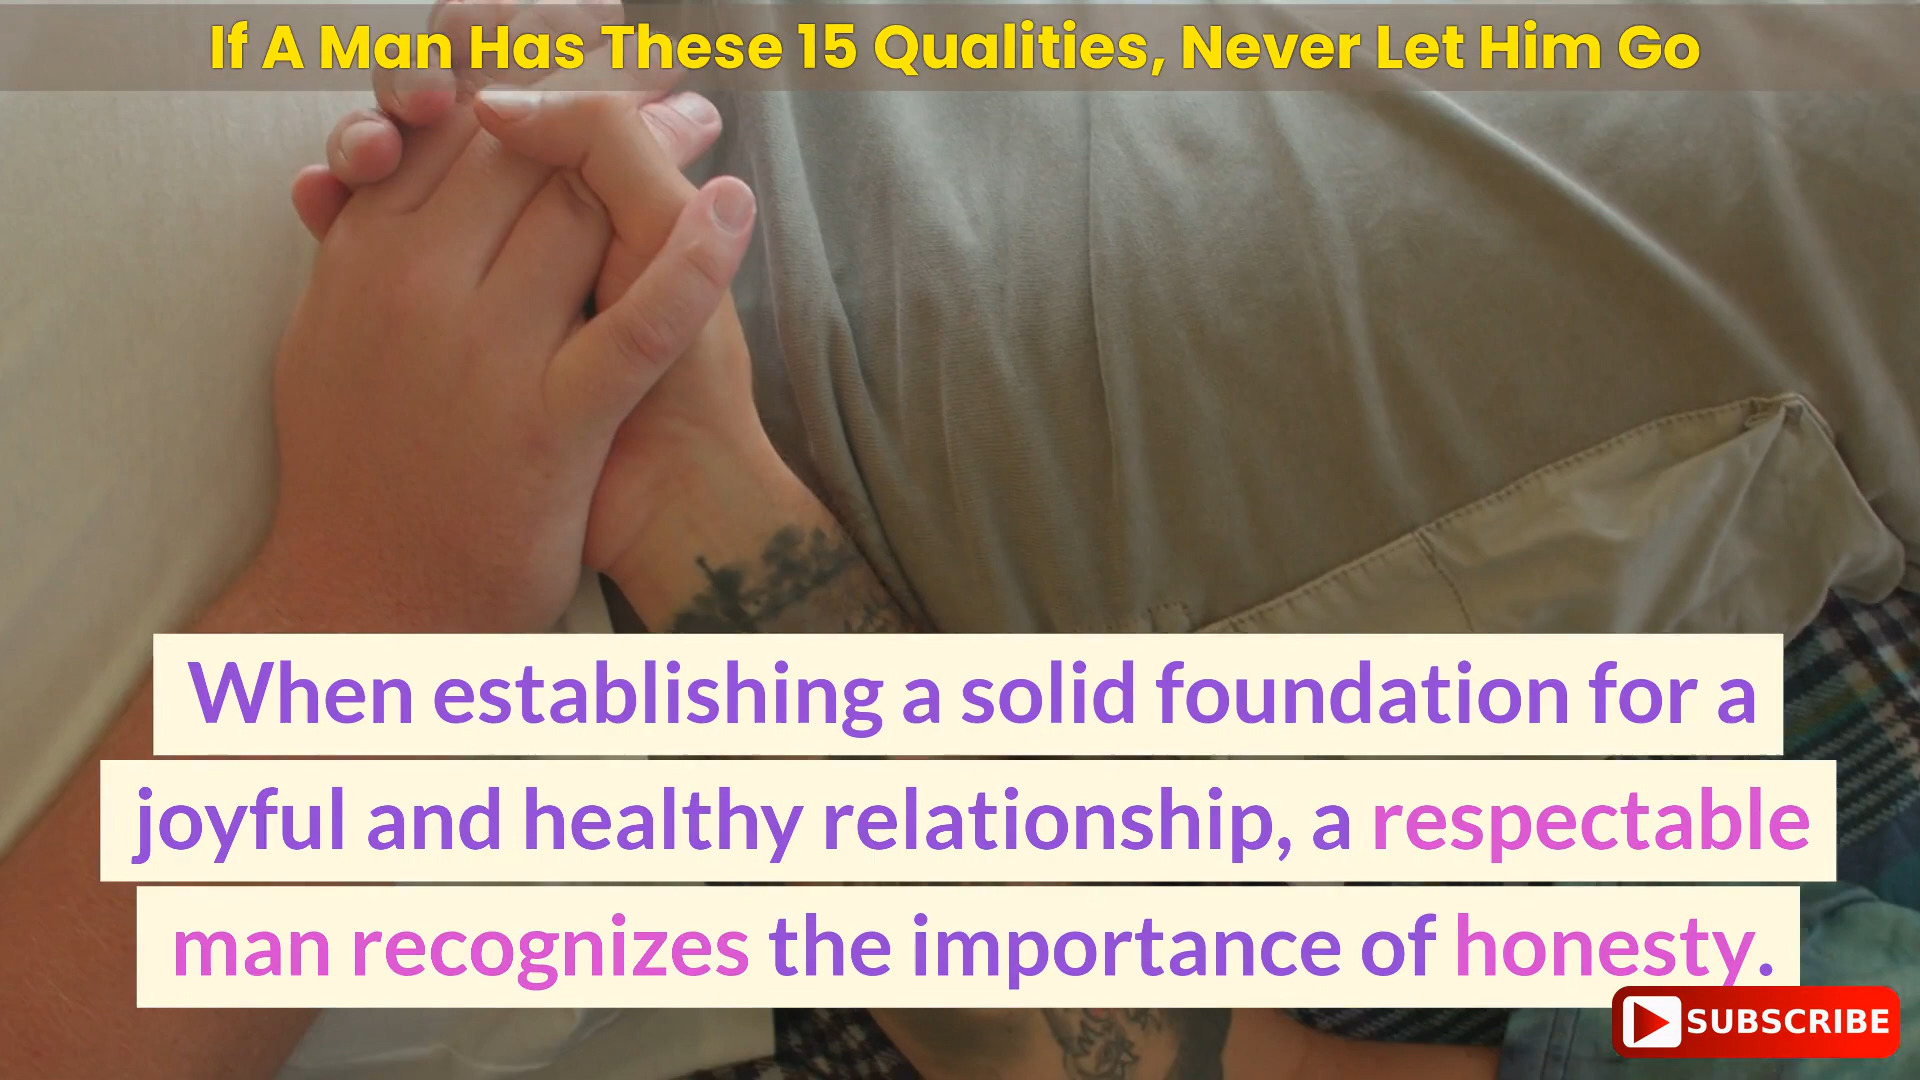 If A Man Has These 15 Qualities, Never Let Him Go
When establishing a solid foundation for a
joyful and healthy relationship, a respectable
man recognizes the importance of honesty.
SUBSCRIBE